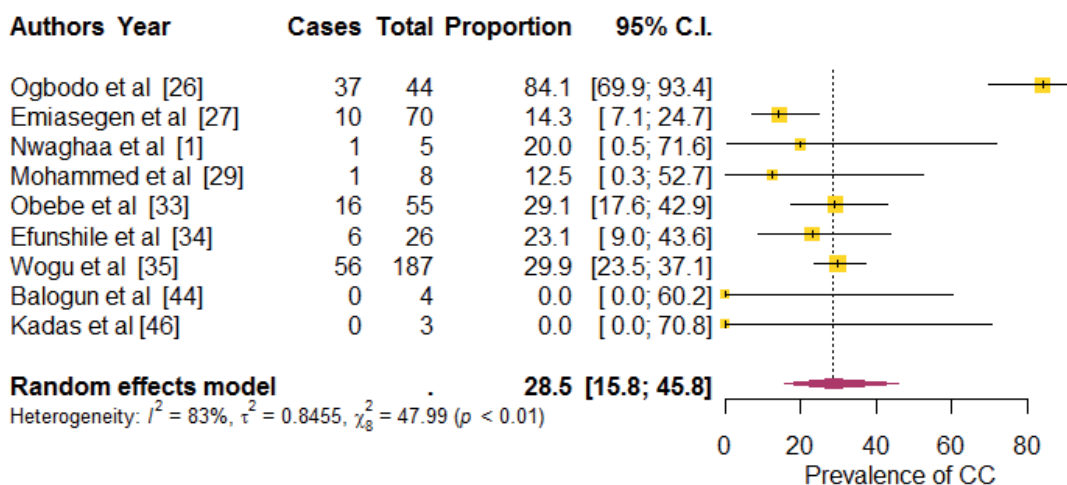 Authors Year Cases Total Proportion 95% C.I.
Ogbodo et al [26] 37 44 84.1 [69.9; 93.4]
Emiasegen et al [27] 10 70 14.3 [ 7.1; 24.7]
Nwaghaa et al [1] 1 5 20.0 [ 0.5; 71.6]
Mohammed et al [29] 1 8 12.5 [ 0.3; 52.7]
Obebe et al [33] 16 55 29.1 [17.6; 42.9]
Efunshile et al [34] 6 26 23.1 [ 9.0; 43.6]
Wogu et al [35] 56 187 29.9 [23.5; 37.1]
Balogun et al [44] 0 4 0.0 [ 0.0; 60.2]
Kadas et al [46] 0 3 0.0 [ 0.0; 70.8]
Random effects model . 28.5 [15.8; 45.8]
Heterogeneity: I² = 83%, τ² = 0.8455, χ²₈ = 47.99 (p < 0.01)
0 20 40 60 80
Prevalence of CC